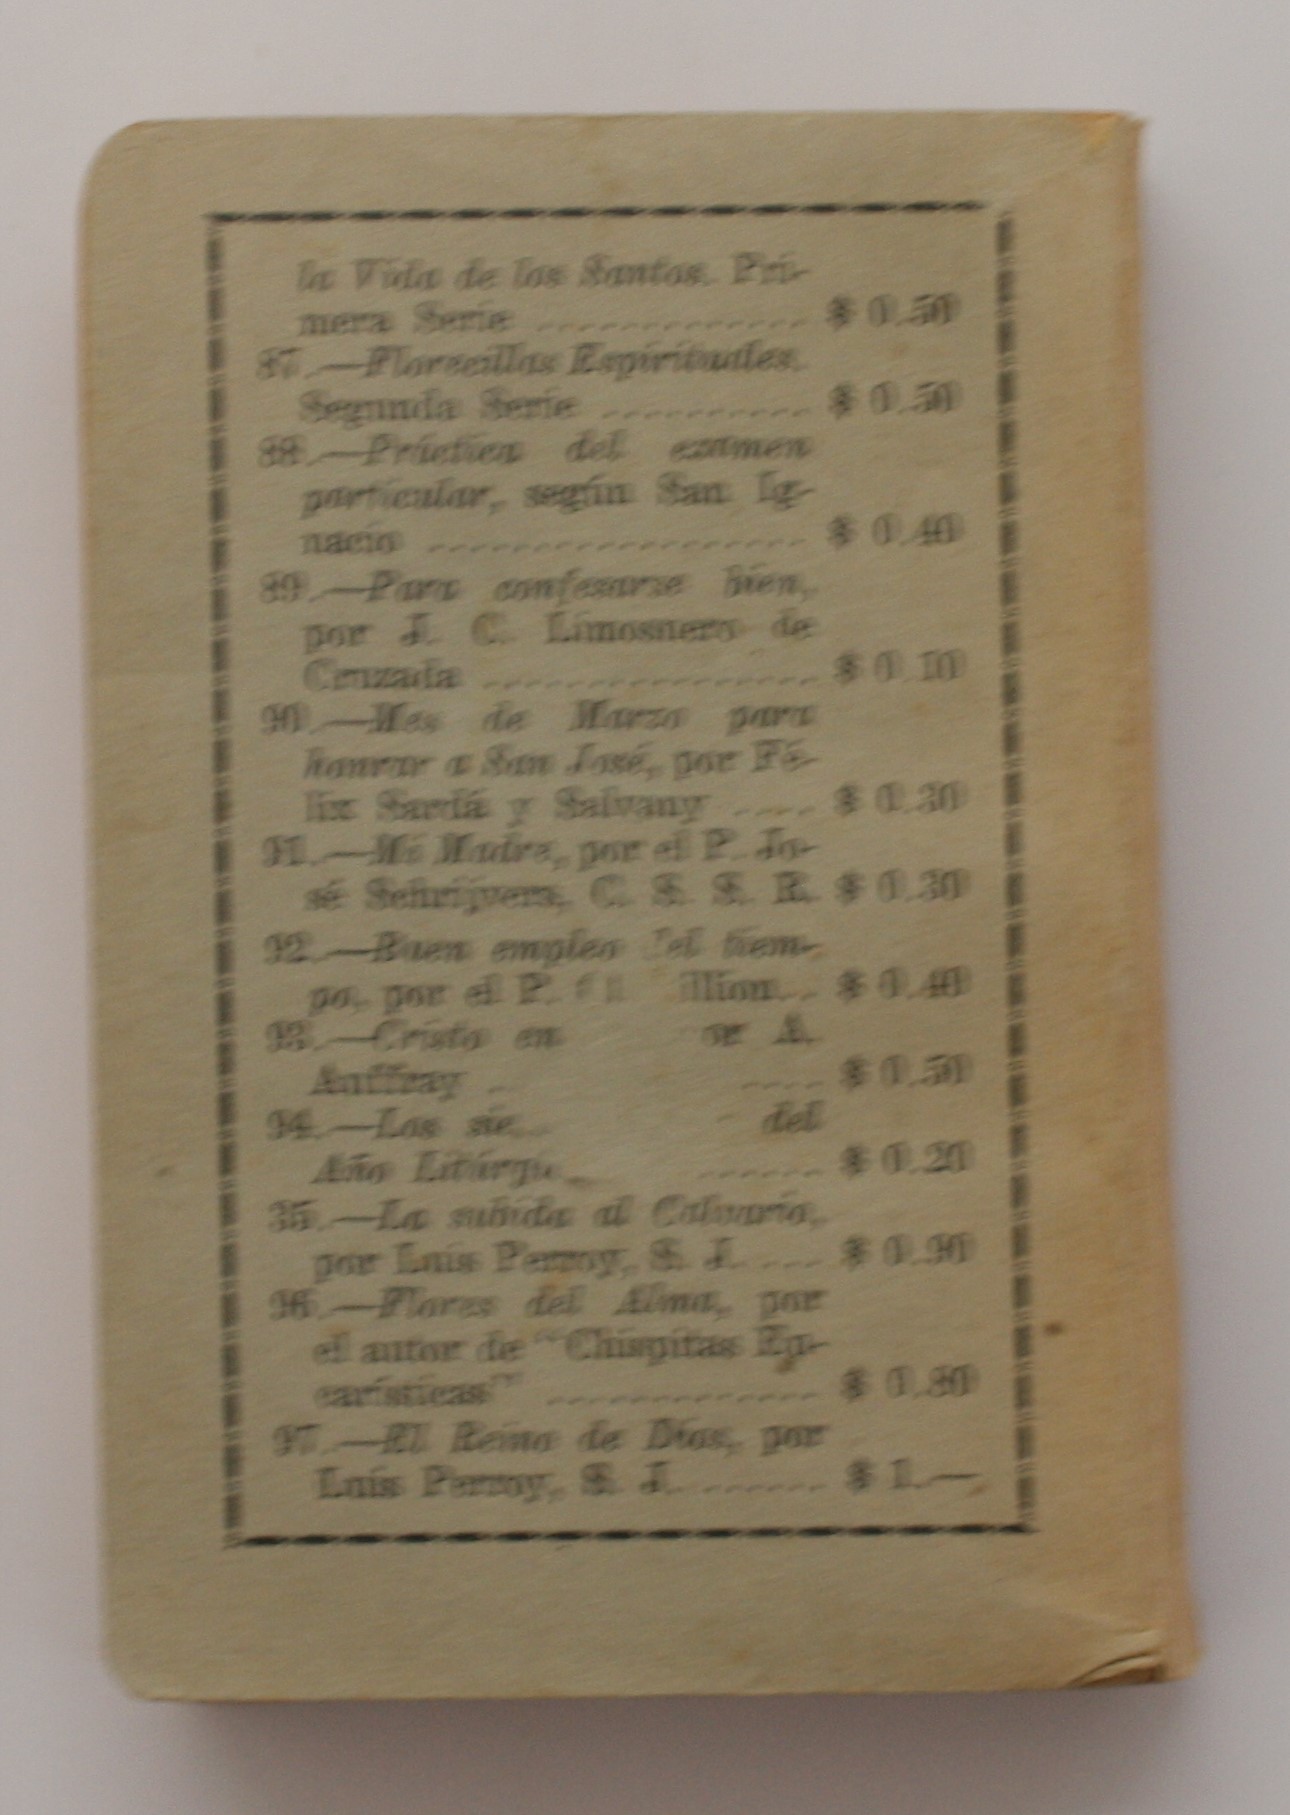 la Vida de los Santos. Pri-
mera Serie ............. $ 0.50
87.—Florecillas Espirituales.
Segunda Serie .......... $ 0.50
88.—Práctica del examen
particular, según San Ig-
nacio .................. $ 0.40
89.—Para confesarse bien,
por J. C. Limosnero de
Cruzada ................ $ 0.10
90.—Mes de Marzo para
honrar a San José, por Fé-
lix Sardá y Salvany .... $ 0.30
91.—Mi Madre, por el P. Jo-
sé Schrijvers, C. S. S. R. $ 0.30
92.—Buen empleo del tiem-
po, por el P. illion... $ 0.40
93.—Cristo en or A.
Auffray . .... $ 0.50
94.—Los sie del
Año Litúrgi ...... $ 0.20
95.—La subida al Calvario,
por Luis Perroy, S. J. ... $ 0.90
96.—Flores del Alma, por
el autor de "Chispitas Eu-
carísticas" ............. $ 0.80
97.—El Reino de Dios, por
Luis Perroy, S. J. ....... $ 1.—